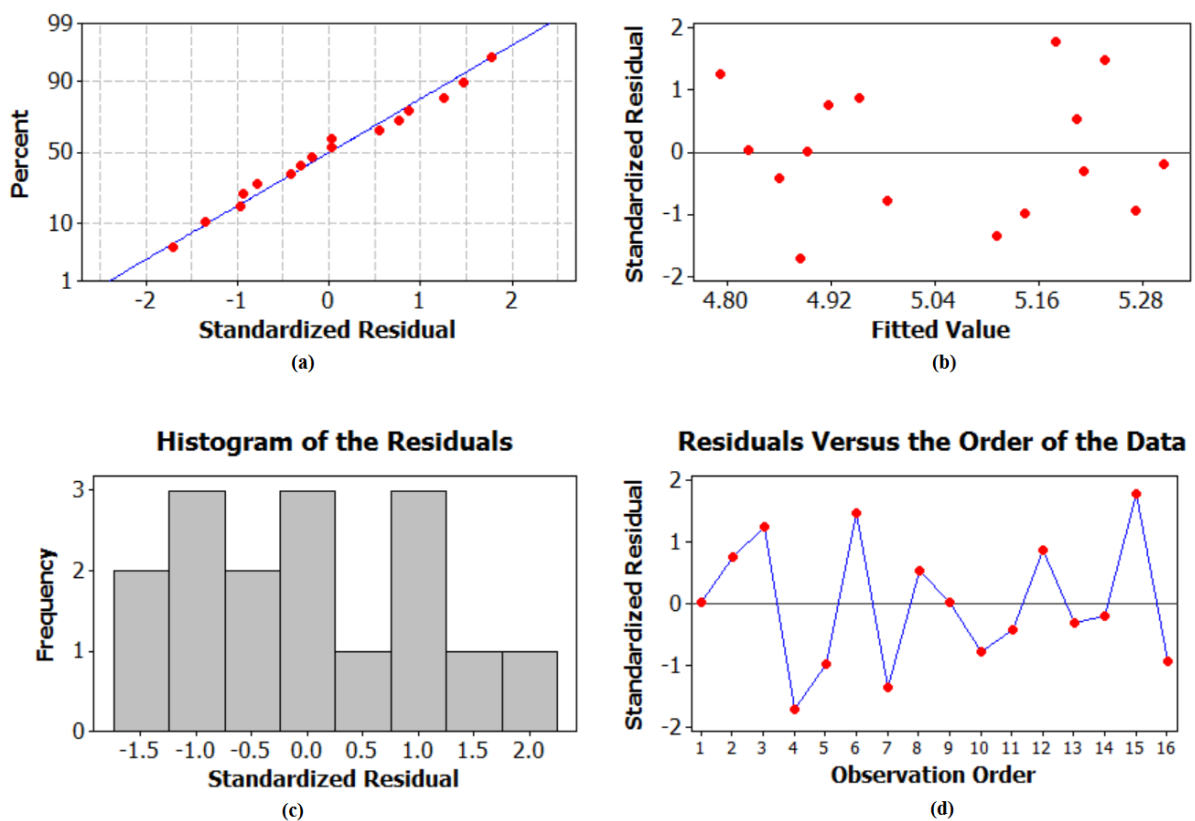 99
90
50
10
1
Percent
-2 -1 0 1 2
Standardized Residual
(a)
2
1
0
-1
-2
Standardized Residual
4.80 4.92 5.04 5.16 5.28
Fitted Value
(b)
Histogram of the Residuals
3
2
1
0
Frequency
-1.5 -1.0 -0.5 0.0 0.5 1.0 1.5 2.0
Standardized Residual
(c)
Residuals Versus the Order of the Data
2
1
0
-1
-2
Standardized Residual
1 2 3 4 5 6 7 8 9 10 11 12 13 14 15 16
Observation Order
(d)